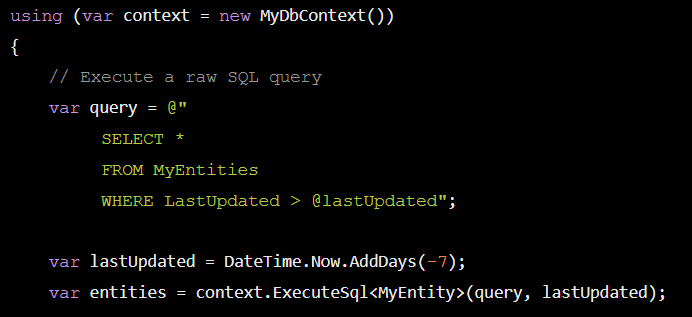 using (var context = new MyDbContext())
{
    // Execute a raw SQL query
    var query = @"
        SELECT *
        FROM MyEntities
        WHERE LastUpdated > @lastUpdated";

    var lastUpdated = DateTime.Now.AddDays(-7);
    var entities = context.ExecuteSql<MyEntity>(query, lastUpdated);